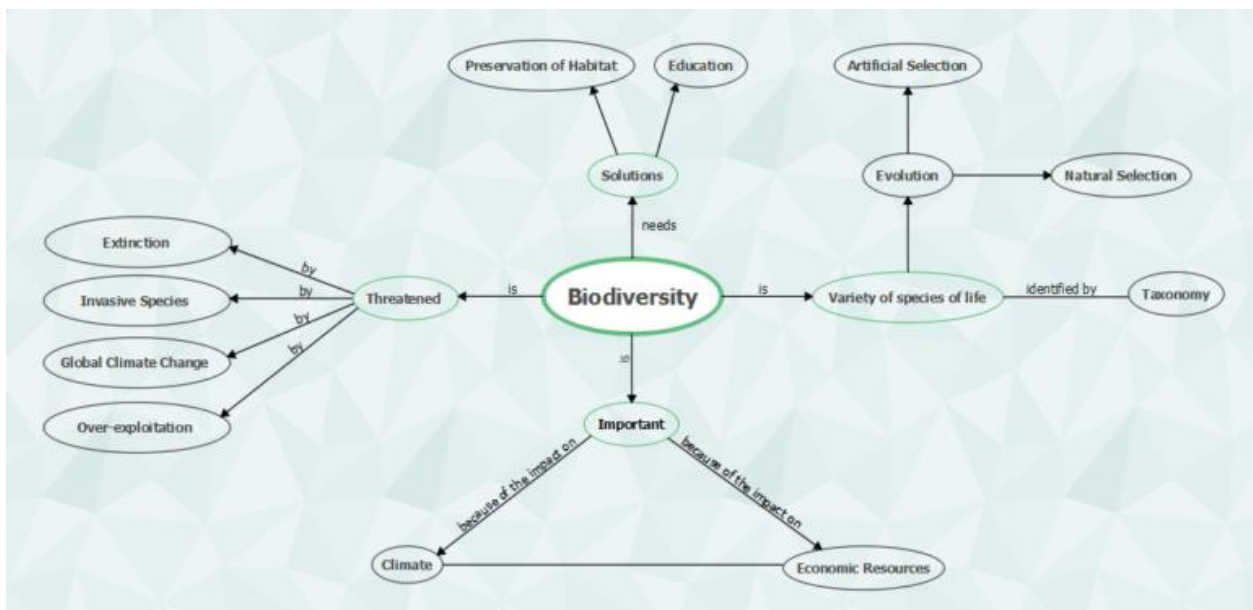 Preservation of Habitat
Education
Artificial Selection
Solutions
Evolution
Natural Selection
needs
Extinction
by
Invasive Species
by
Threatened
is
Biodiversity
is
Variety of species of life
identified by
Taxonomy
Global Climate Change
by
by
Over-exploitation
is
Important
because of the impact on
because of the impact on
Climate
Economic Resources